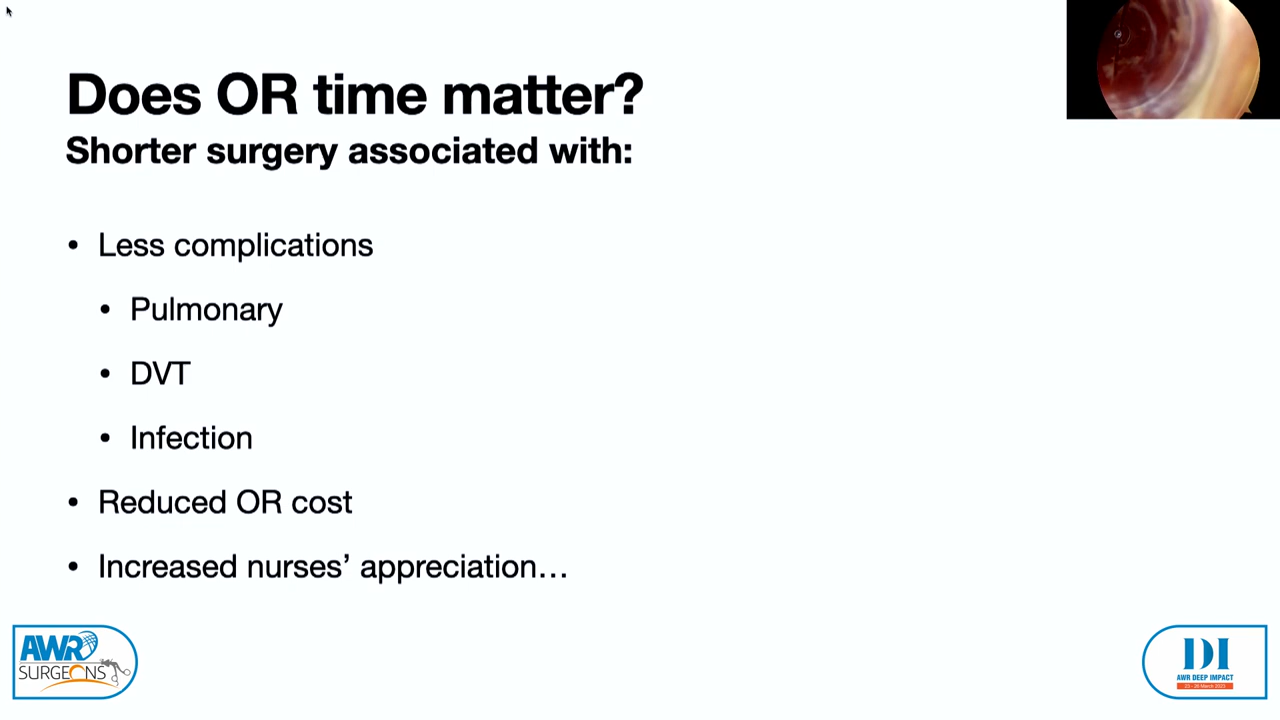 Does OR time matter?
Shorter surgery associated with:
• Less complications
• Pulmonary
• DVT
• Infection
• Reduced OR cost
• Increased nurses’ appreciation…
AWR
SURGEONS
DI
AWR DEEP IMPACT